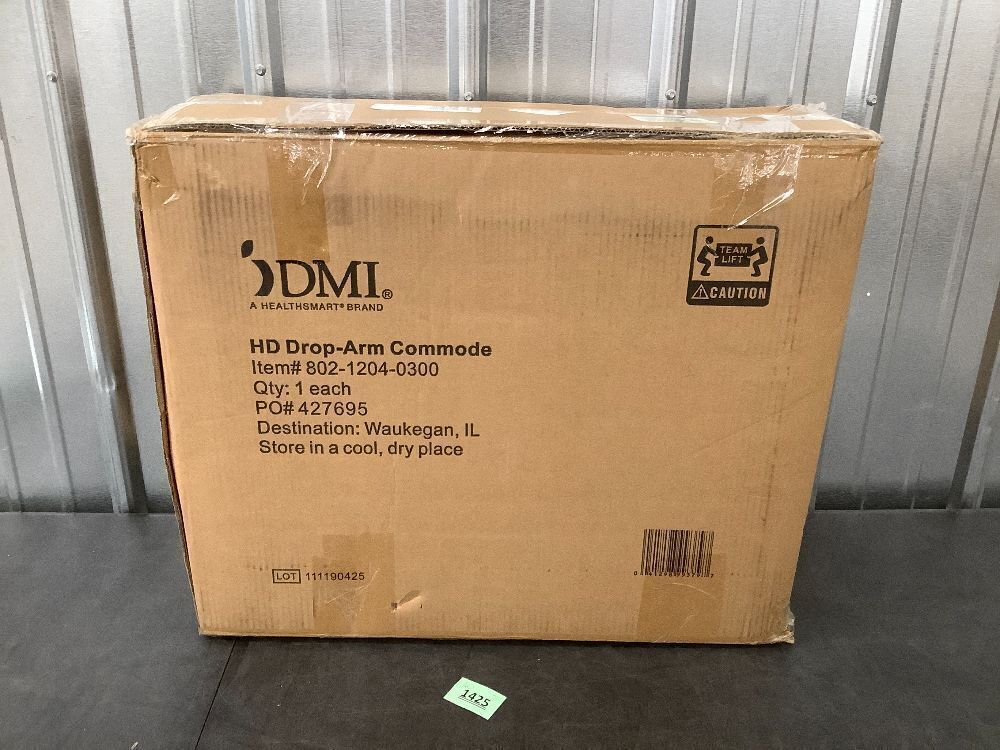 DMI®
A HEALTHSMART® BRAND
TEAM
LIFT
CAUTION
HD Drop-Arm Commode
Item# 802-1204-0300
Qty: 1 each
PO# 427695
Destination: Waukegan, IL
Store in a cool, dry place
LOT 111190425
1425